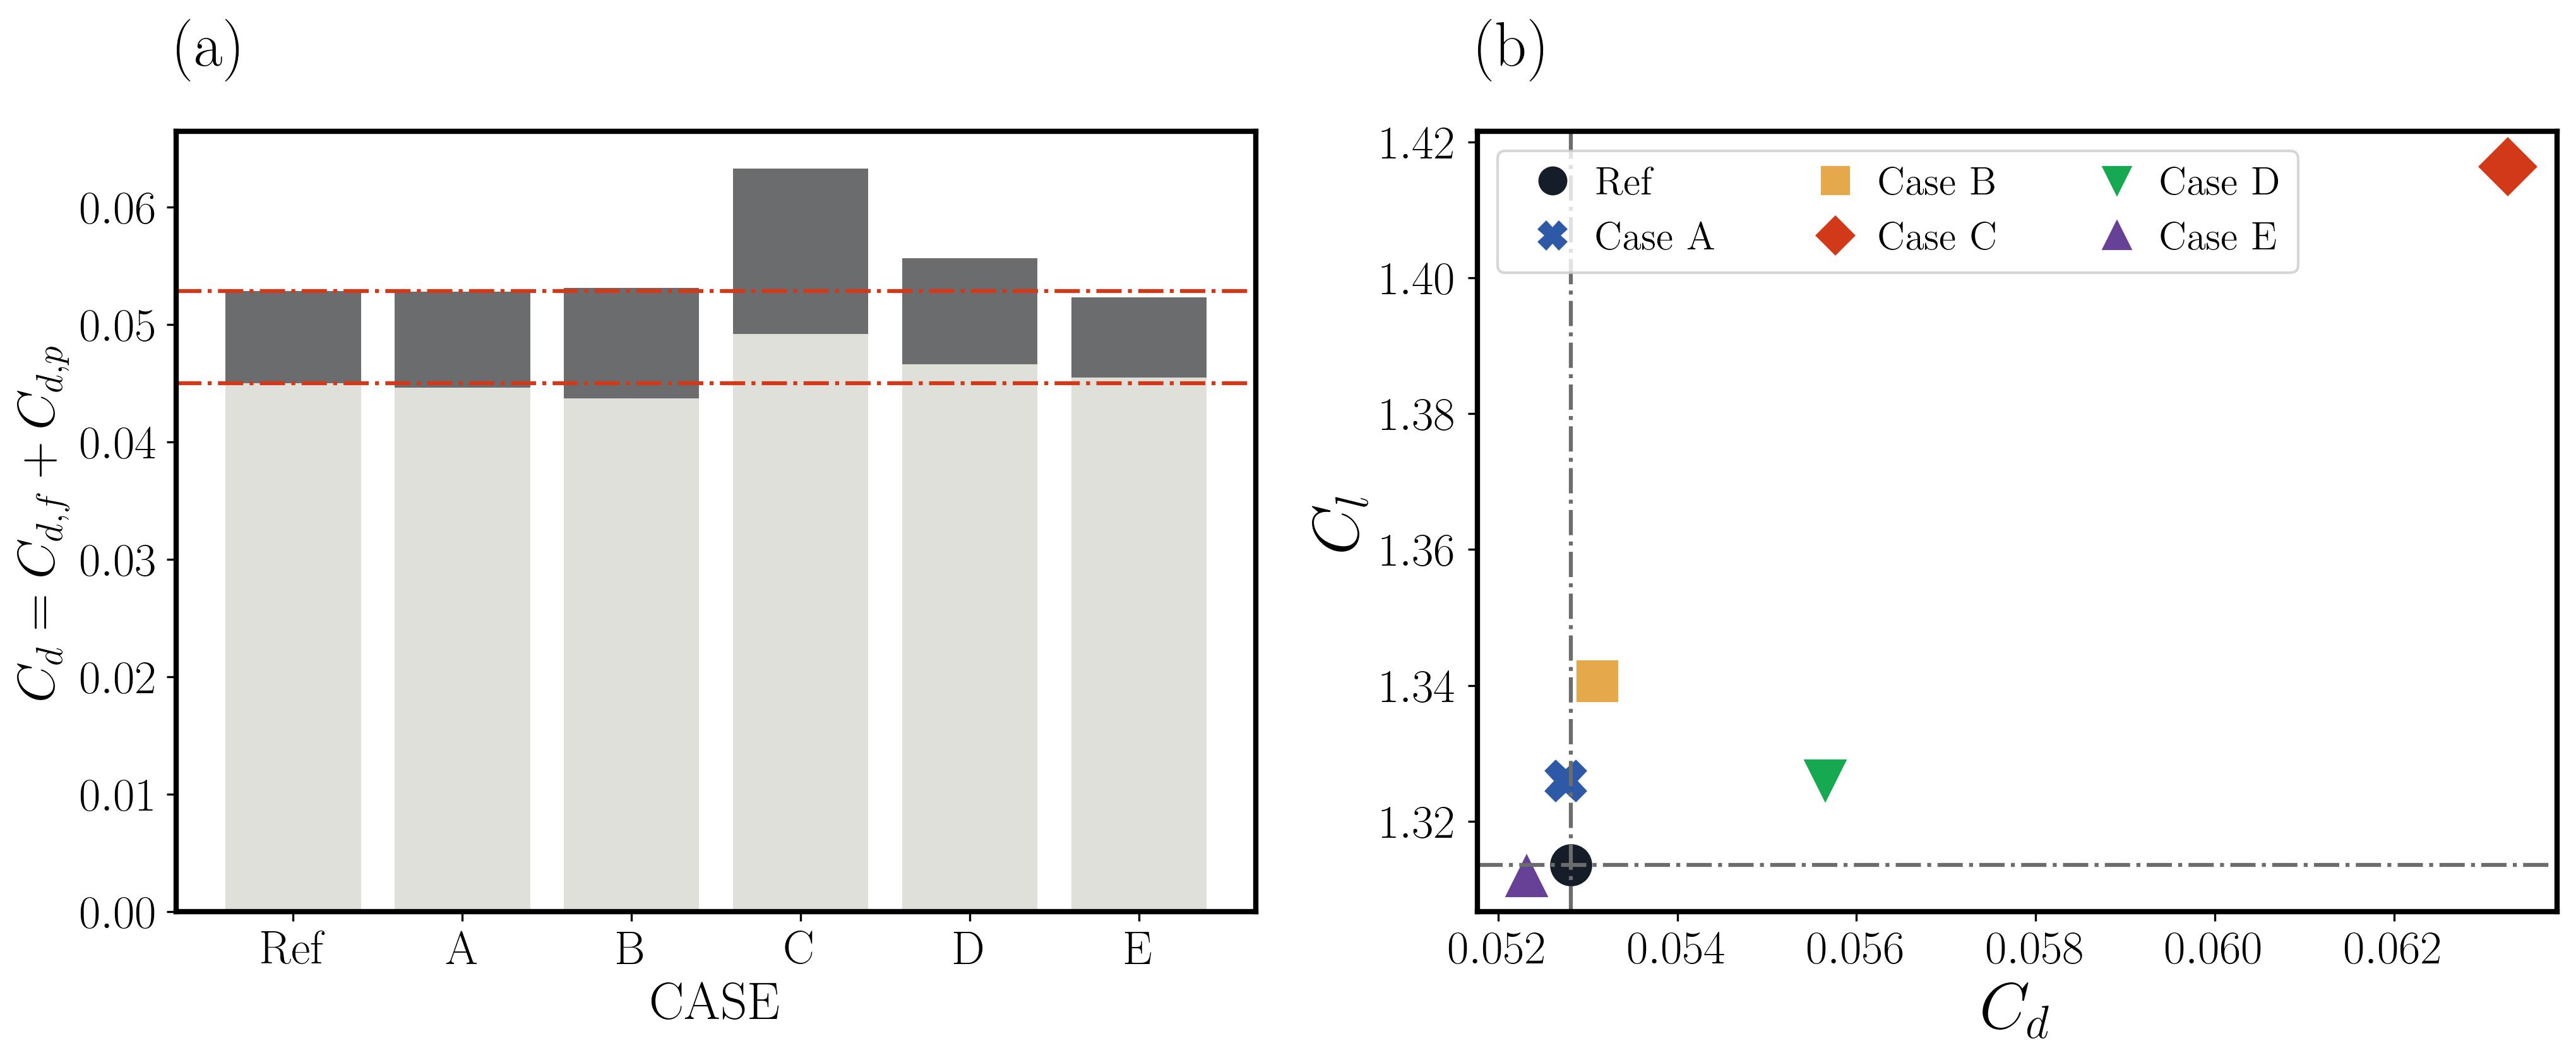 (a)
C_d = C_{d,f} + C_{d,p}
0.06
0.05
0.04
0.03
0.02
0.01
0.00
Ref A B C D E
CASE
(b)
C_l
1.42
1.40
1.38
1.36
1.34
1.32
Ref Case B Case D
Case A Case C Case E
0.052 0.054 0.056 0.058 0.060 0.062
C_d